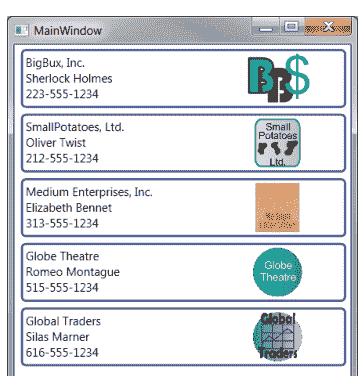 MainWindow
BigBux, Inc.
Sherlock Holmes
223-555-1234
BB$
SmallPotatoes, Ltd.
Oliver Twist
212-555-1234
Small
Potatoes
Ltd.
Medium Enterprises, Inc.
Elizabeth Bennet
313-555-1234
Globe Theatre
Romeo Montague
515-555-1234
Globe
Theatre
Global Traders
Silas Marner
616-555-1234
Global
Traders